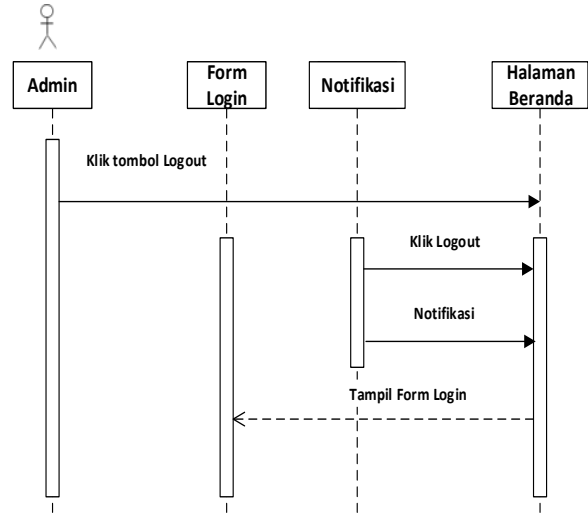 Admin
Form
Login
Notifikasi
Halaman
Beranda
Klik tombol Logout
Klik Logout
Notifikasi
Tampil Form Login